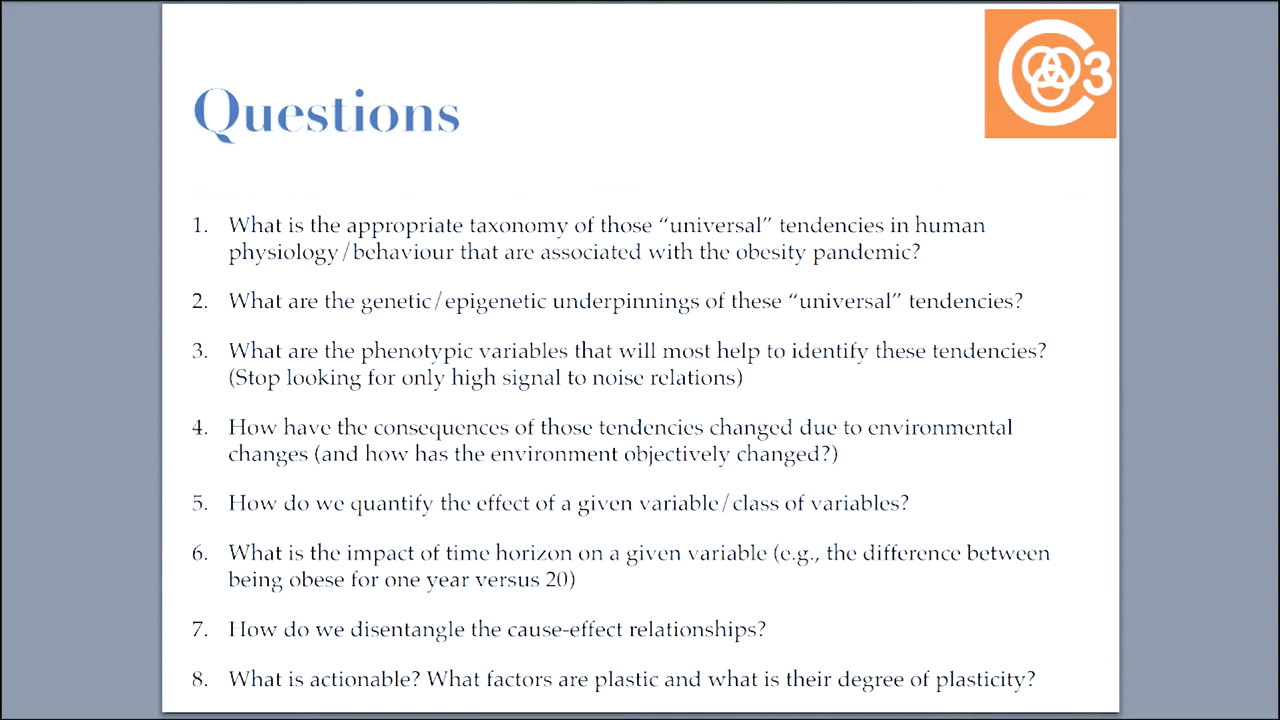 Questions
3
1. What is the appropriate taxonomy of those “universal” tendencies in human
physiology/behaviour that are associated with the obesity pandemic?
2. What are the genetic/epigenetic underpinnings of these “universal” tendencies?
3. What are the phenotypic variables that will most help to identify these tendencies?
(Stop looking for only high signal to noise relations)
4. How have the consequences of those tendencies changed due to environmental
changes (and how has the environment objectively changed?)
5. How do we quantify the effect of a given variable/class of variables?
6. What is the impact of time horizon on a given variable (e.g., the difference between
being obese for one year versus 20)
7. How do we disentangle the cause-effect relationships?
8. What is actionable? What factors are plastic and what is their degree of plasticity?